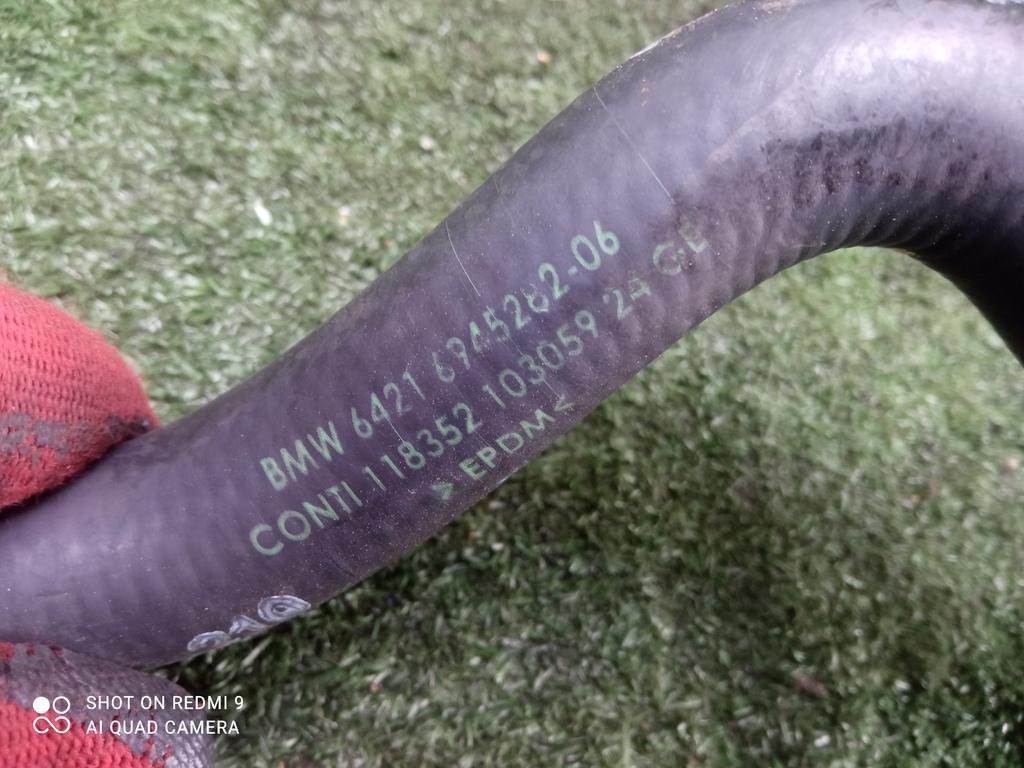 BMW 6421 6945282-06
CONTI 118352 103059 24 GE
>EPDM<
SHOT ON REDMI 9
AI QUAD CAMERA